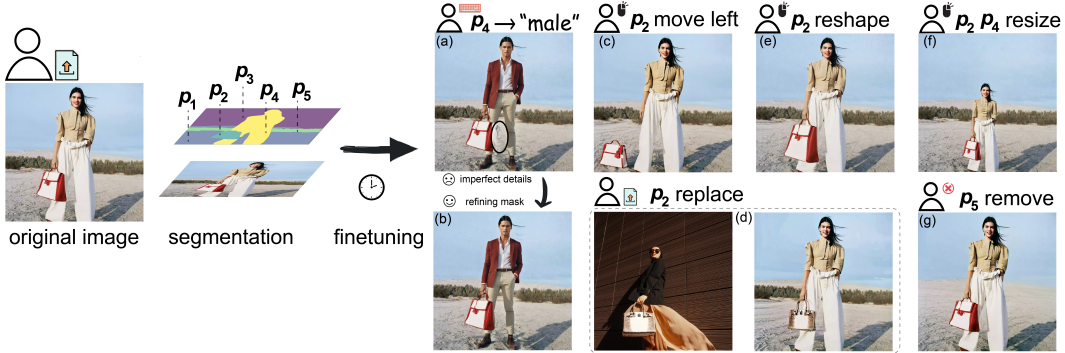 original image
p1
p2
p3
p4
p5
segmentation
finetuning
p4 → "male"
(a)
imperfect details
refining mask
(b)
p2 move left
(c)
p2 reshape
(e)
p2 p4 resize
(f)
p2 replace
(d)
p5 remove
(g)